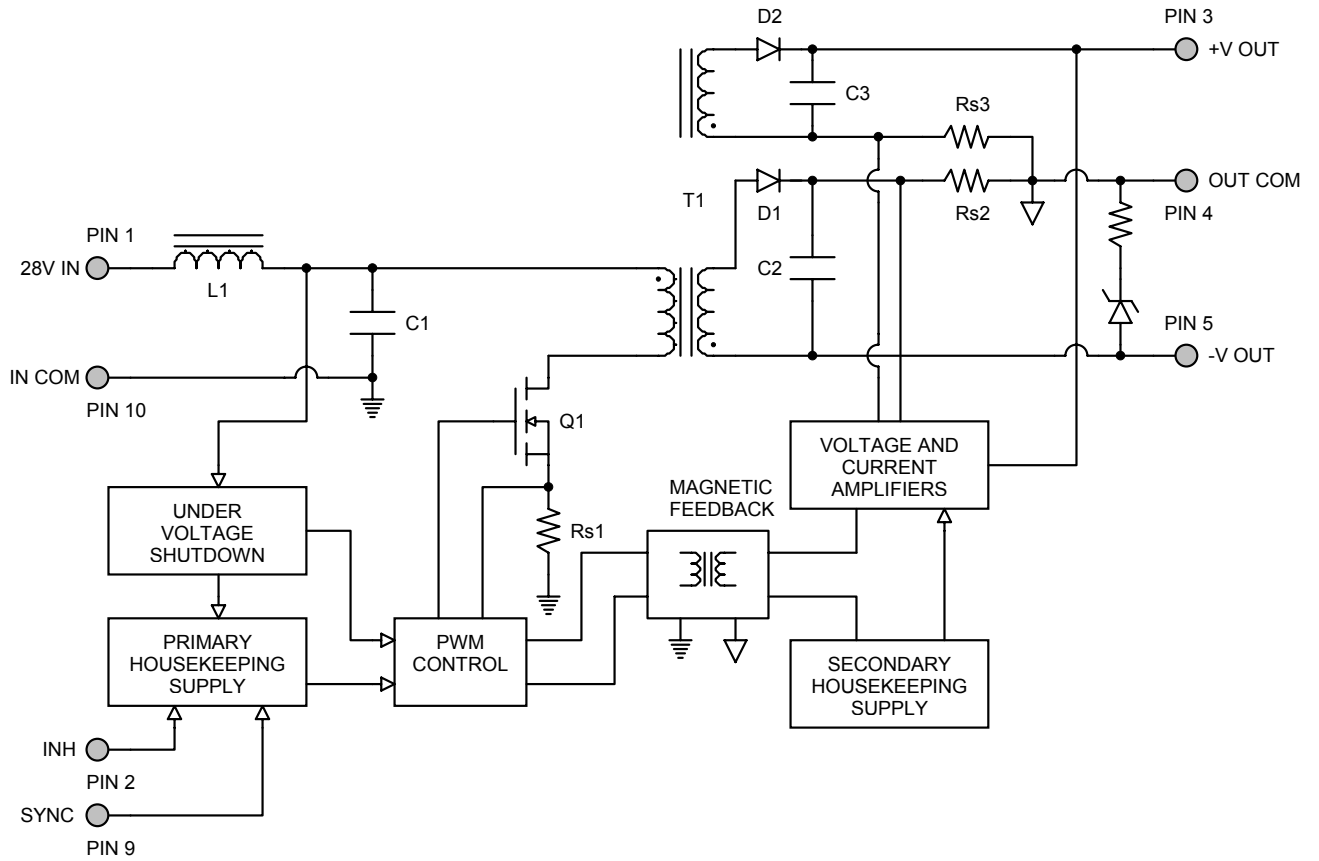 D2
PIN 3
+V OUT
C3
Rs3
T1
D1
Rs2
OUT COM
PIN 4
PIN 1
28V IN
L1
C1
C2
PIN 5
-V OUT
IN COM
PIN 10
Q1
VOLTAGE AND
CURRENT
AMPLIFIERS
MAGNETIC
FEEDBACK
UNDER
VOLTAGE
SHUTDOWN
Rs1
PRIMARY
HOUSEKEEPING
SUPPLY
PWM
CONTROL
SECONDARY
HOUSEKEEPING
SUPPLY
INH
PIN 2
SYNC
PIN 9